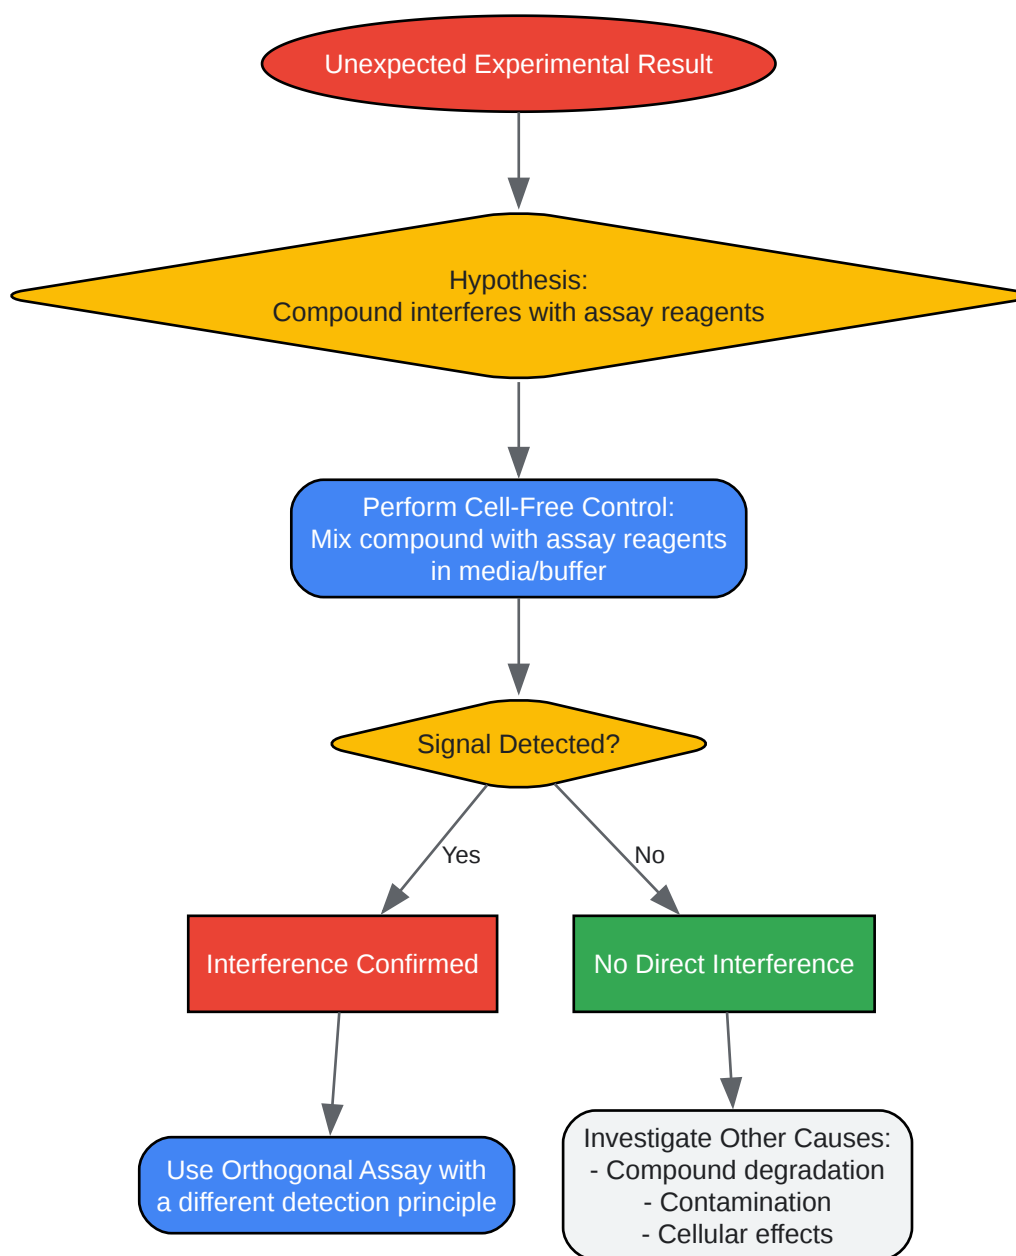 Unexpected Experimental Result
Hypothesis:
Compound interferes with assay reagents
Perform Cell-Free Control:
Mix compound with assay reagents
in media/buffer
Signal Detected?
Yes
No
Interference Confirmed
No Direct Interference
Use Orthogonal Assay with
a different detection principle
Investigate Other Causes:
- Compound degradation
- Contamination
- Cellular effects